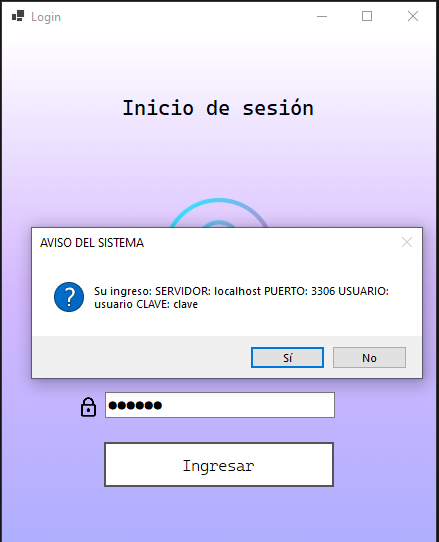 Login
Inicio de sesión
AVISO DEL SISTEMA
Su ingreso: SERVIDOR: localhost PUERTO: 3306 USUARIO:
usuario CLAVE: clave
Sí
No
●●●●●●
Ingresar